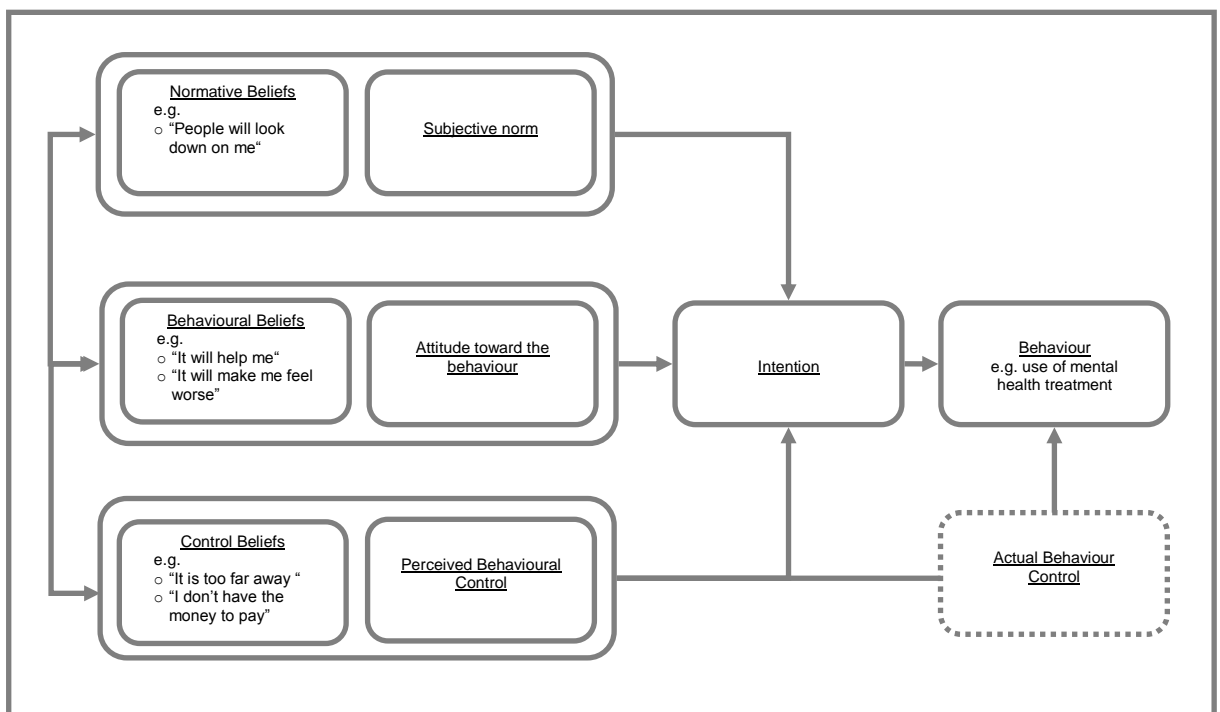 Normative Beliefs
e.g.
o “People will look
down on me“
Subjective norm
Behavioural Beliefs
e.g.
o “It will help me“
o “It will make me feel
worse”
Attitude toward the
behaviour
Intention
Behaviour
e.g. use of mental
health treatment
Control Beliefs
e.g.
o “It is too far away “
o “I don’t have the
money to pay”
Perceived Behavioural
Control
Actual Behaviour
Control